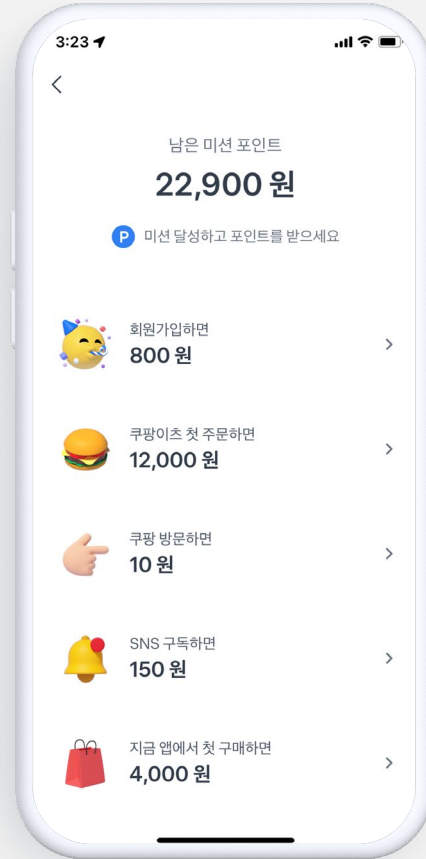 3:23
남은 미션 포인트
22,900 원
P 미션 달성하고 포인트를 받으세요
회원가입하면
800 원
쿠팡이츠 첫 주문하면
12,000 원
쿠팡 방문하면
10 원
SNS 구독하면
150 원
지금 앱에서 첫 구매하면
4,000 원